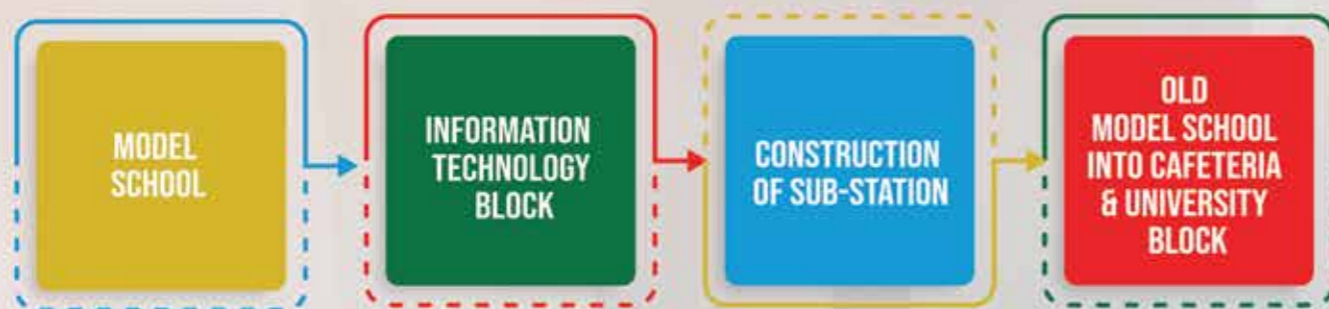 MODEL
SCHOOL
INFORMATION
TECHNOLOGY
BLOCK
CONSTRUCTION
OF SUB-STATION
OLD
MODEL SCHOOL
INTO CAFETERIA
& UNIVERSITY
BLOCK